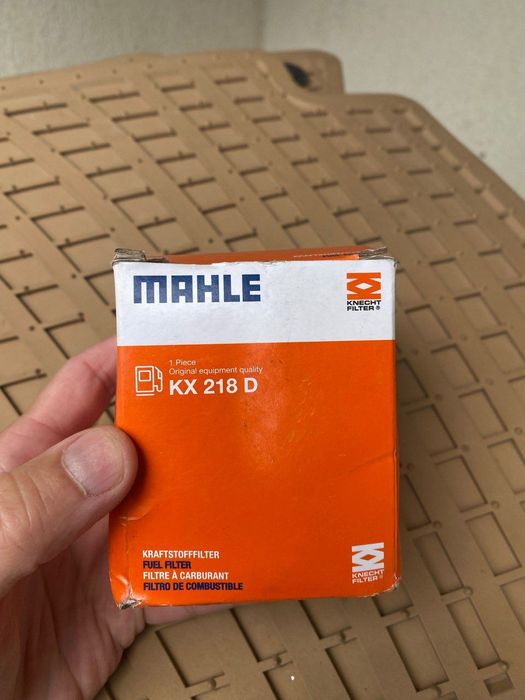 MAHLE
KNECHT
FILTER®
1 Piece
Original equipment quality
KX 218 D
KRAFTSTOFFFILTER
FUEL FILTER
FILTRE À CARBURANT
FILTRO DE COMBUSTIBLE
KNECHT
FILTER®